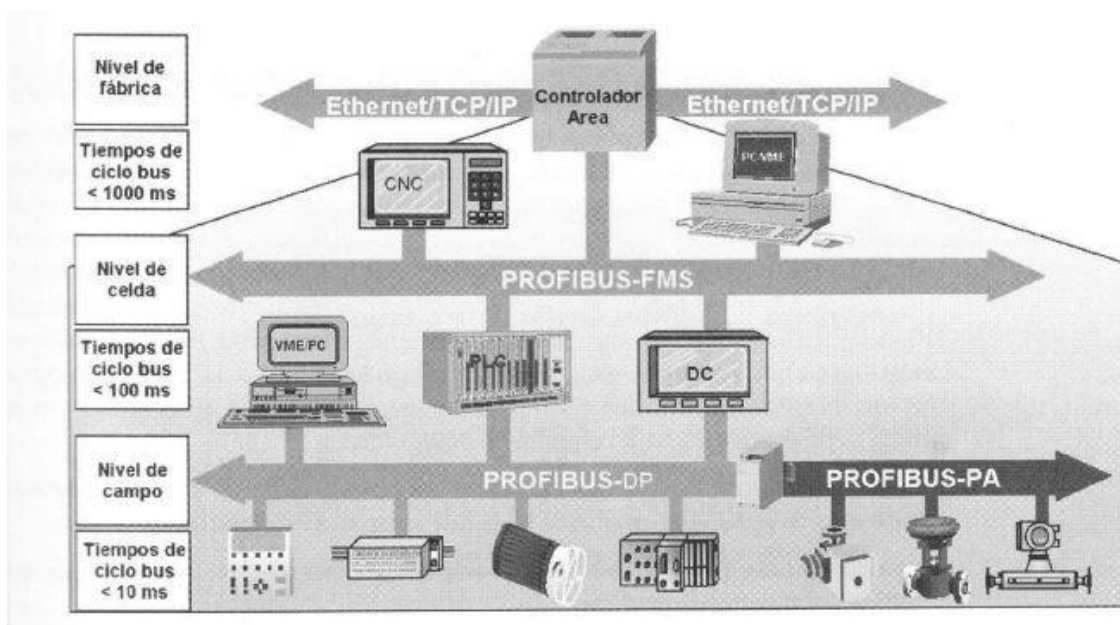 Nivel de
fábrica
Ethernet/TCP/IP
Controlador
Area
Ethernet/TCP/IP
Tiempos de
ciclo bus
< 1000 ms
CNC
PC/VME
Nivel de
celda
PROFIBUS-FMS
Tiempos de
ciclo bus
< 100 ms
VME/PC
PLC
DC
Nivel de
campo
PROFIBUS-DP
PROFIBUS-PA
Tiempos de
ciclo bus
< 10 ms